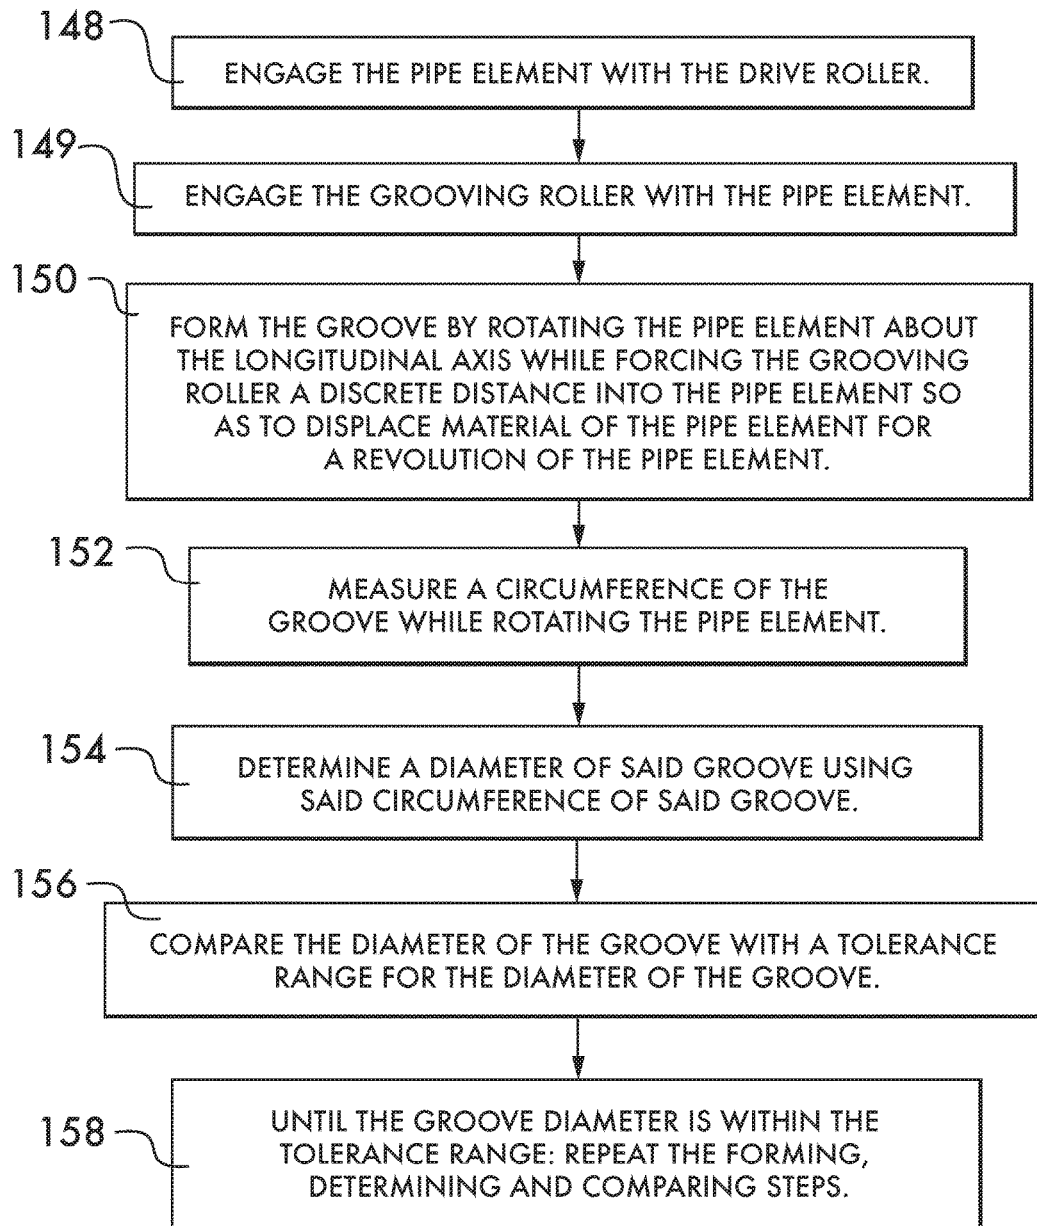 148
ENGAGE THE PIPE ELEMENT WITH THE DRIVE ROLLER.
149
ENGAGE THE GROOVING ROLLER WITH THE PIPE ELEMENT.
150
FORM THE GROOVE BY ROTATING THE PIPE ELEMENT ABOUT
THE LONGITUDINAL AXIS WHILE FORCING THE GROOVING
ROLLER A DISCRETE DISTANCE INTO THE PIPE ELEMENT SO
AS TO DISPLACE MATERIAL OF THE PIPE ELEMENT FOR
A REVOLUTION OF THE PIPE ELEMENT.
152
MEASURE A CIRCUMFERENCE OF THE
GROOVE WHILE ROTATING THE PIPE ELEMENT.
154
DETERMINE A DIAMETER OF SAID GROOVE USING
SAID CIRCUMFERENCE OF SAID GROOVE.
156
COMPARE THE DIAMETER OF THE GROOVE WITH A TOLERANCE
RANGE FOR THE DIAMETER OF THE GROOVE.
158
UNTIL THE GROOVE DIAMETER IS WITHIN THE
TOLERANCE RANGE: REPEAT THE FORMING,
DETERMINING AND COMPARING STEPS.